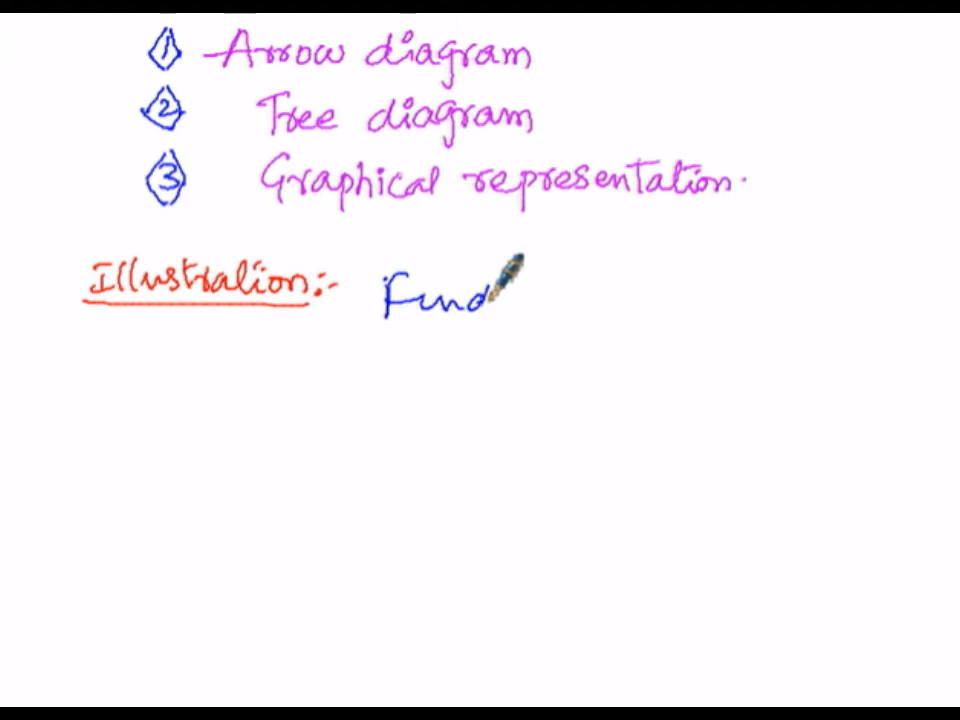 1 Arrow diagram
2 Tree diagram
3 Graphical representation.
Illustration:- Find